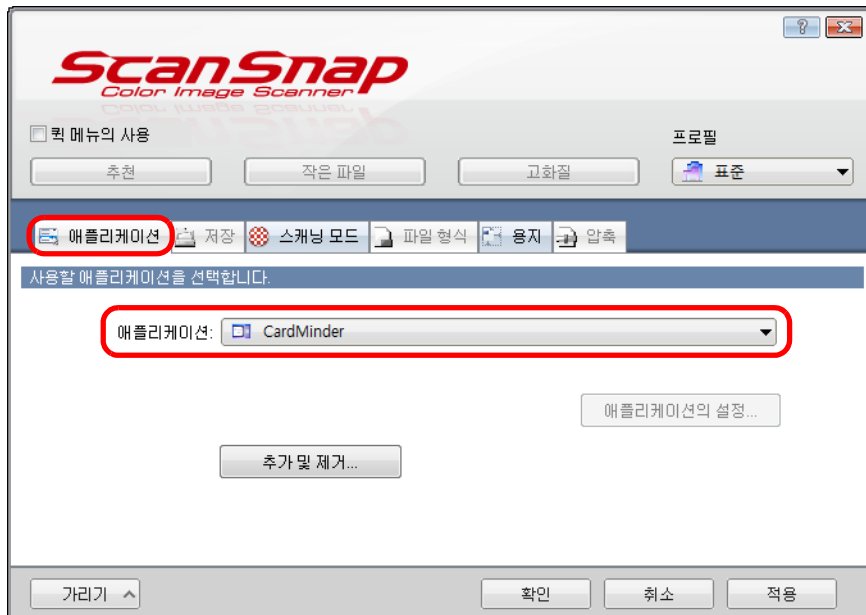 ScanSnap
Color Image Scanner
퀵 메뉴의 사용
프로필
추천 작은 파일 고화질 표준
애플리케이션 저장 스캐닝 모드 파일 형식 용지 압축
사용할 애플리케이션을 선택합니다.
애플리케이션: CardMinder
애플리케이션의 설정...
추가 및 제거...
가리기 확인 취소 적용